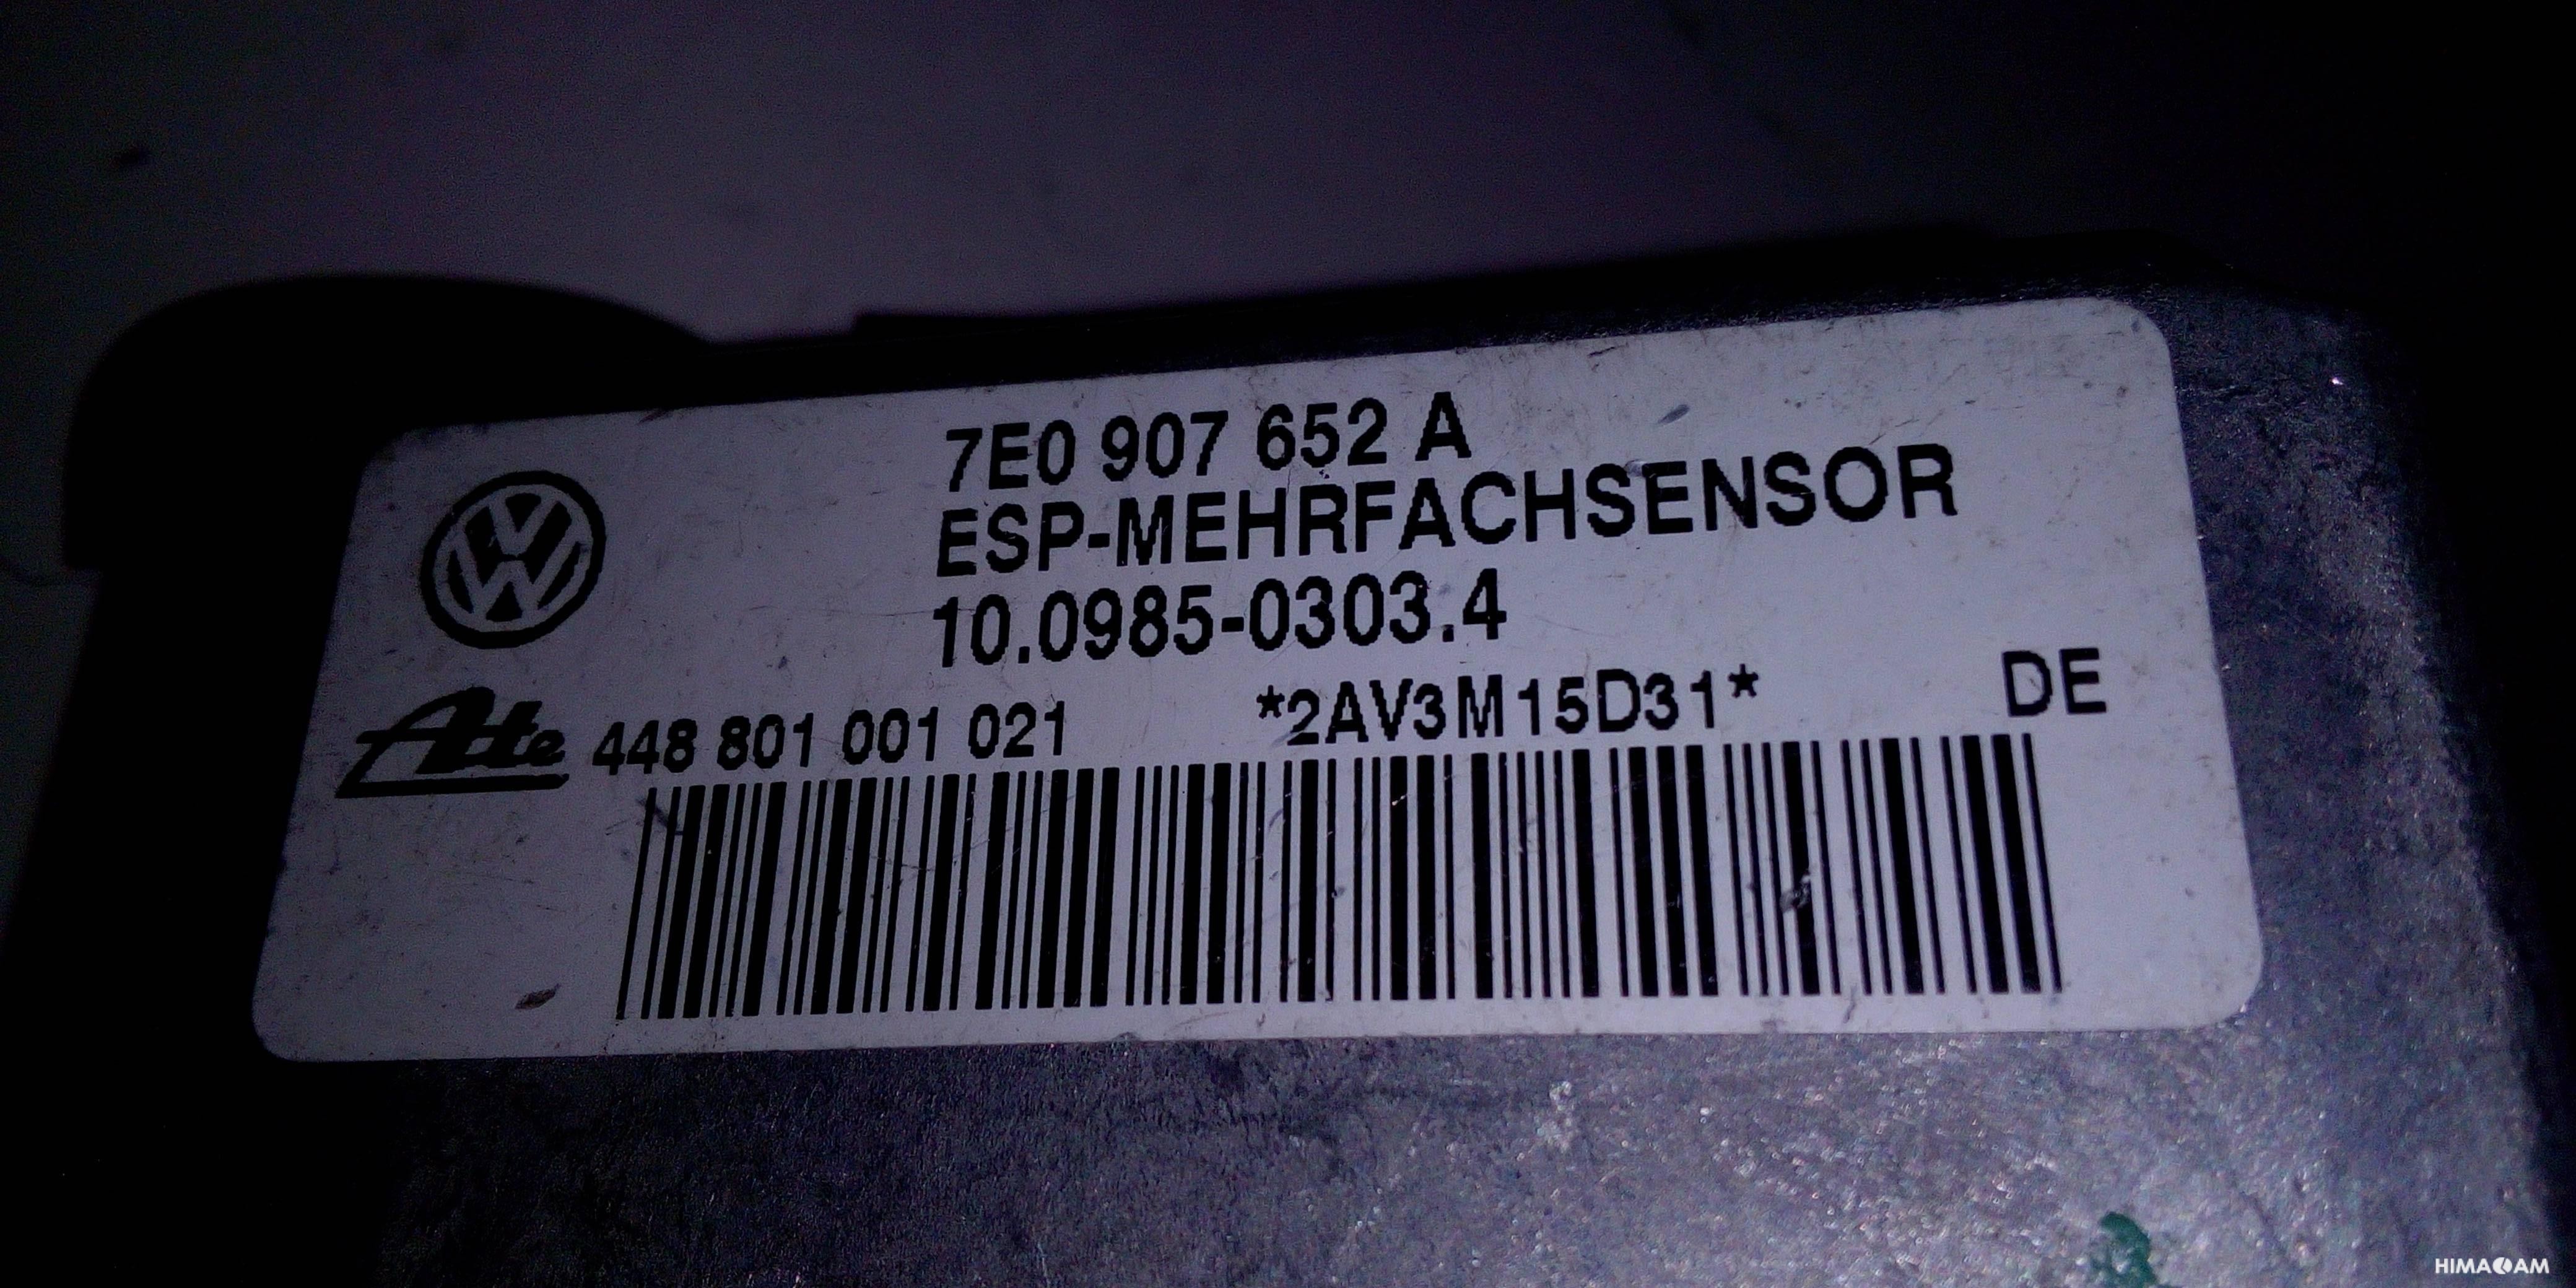 7E0 907 652 A
ESP-MEHRFACHSENSOR
10.0985-0303.4
Ate 448 801 001 021 *2AV3M15D31* DE
HIMACAM